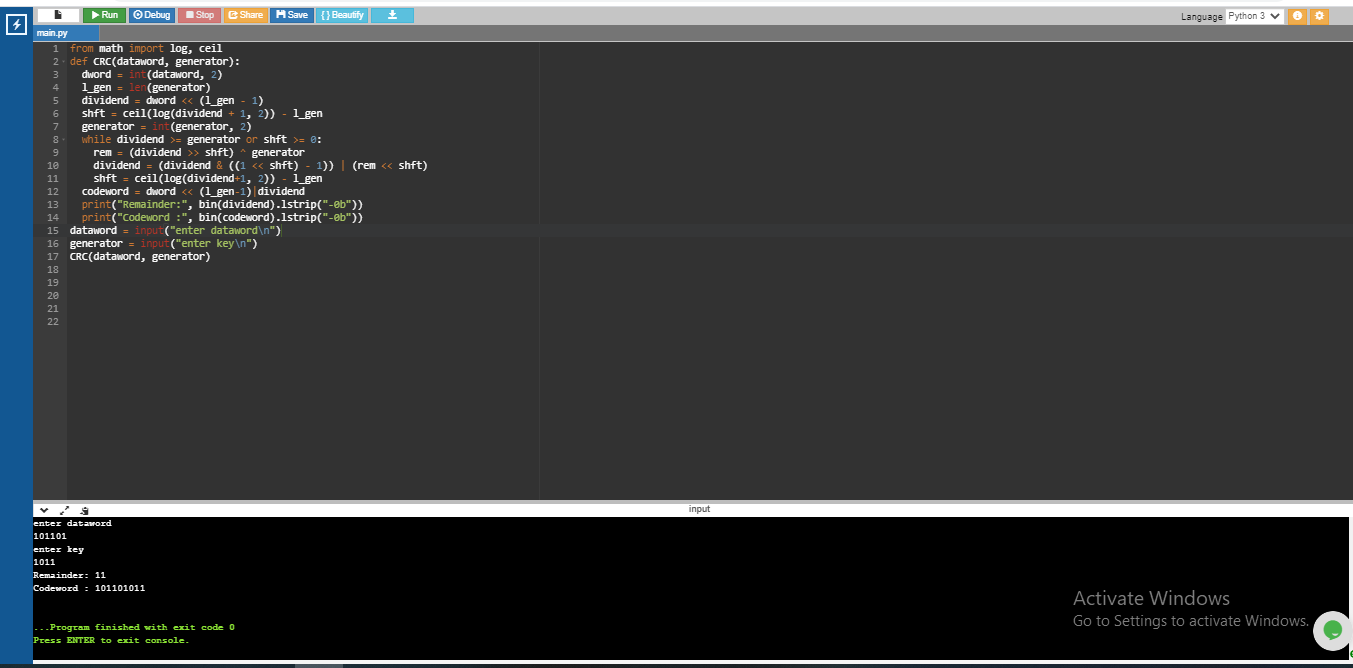 Run Debug Stop Share Save { } Beautify Language Python 3
main.py
1 from math import log, ceil
2 def CRC(dataword, generator):
3 dword = int(dataword, 2)
4 l_gen = len(generator)
5 dividend = dword << (l_gen - 1)
6 shft = ceil(log(dividend + 1, 2)) - l_gen
7 generator = int(generator, 2)
8 while dividend >= generator or shft >= 0:
9 rem = (dividend >> shft) ^ generator
10 dividend = (dividend & ((1 << shft) - 1)) | (rem << shft)
11 shft = ceil(log(dividend+1, 2)) - l_gen
12 codeword = dword << (l_gen-1)|dividend
13 print("Remainder:", bin(dividend).lstrip("-0b"))
14 print("Codeword :", bin(codeword).lstrip("-0b"))
15 dataword = input("enter dataword\n")
16 generator = input("enter key\n")
17 CRC(dataword, generator)
18
19
20
21
22
input
enter dataword
101101
enter key
1011
Remainder: 11
Codeword : 101101011
...Program finished with exit code 0
Press ENTER to exit console.
Activate Windows
Go to Settings to activate Windows.